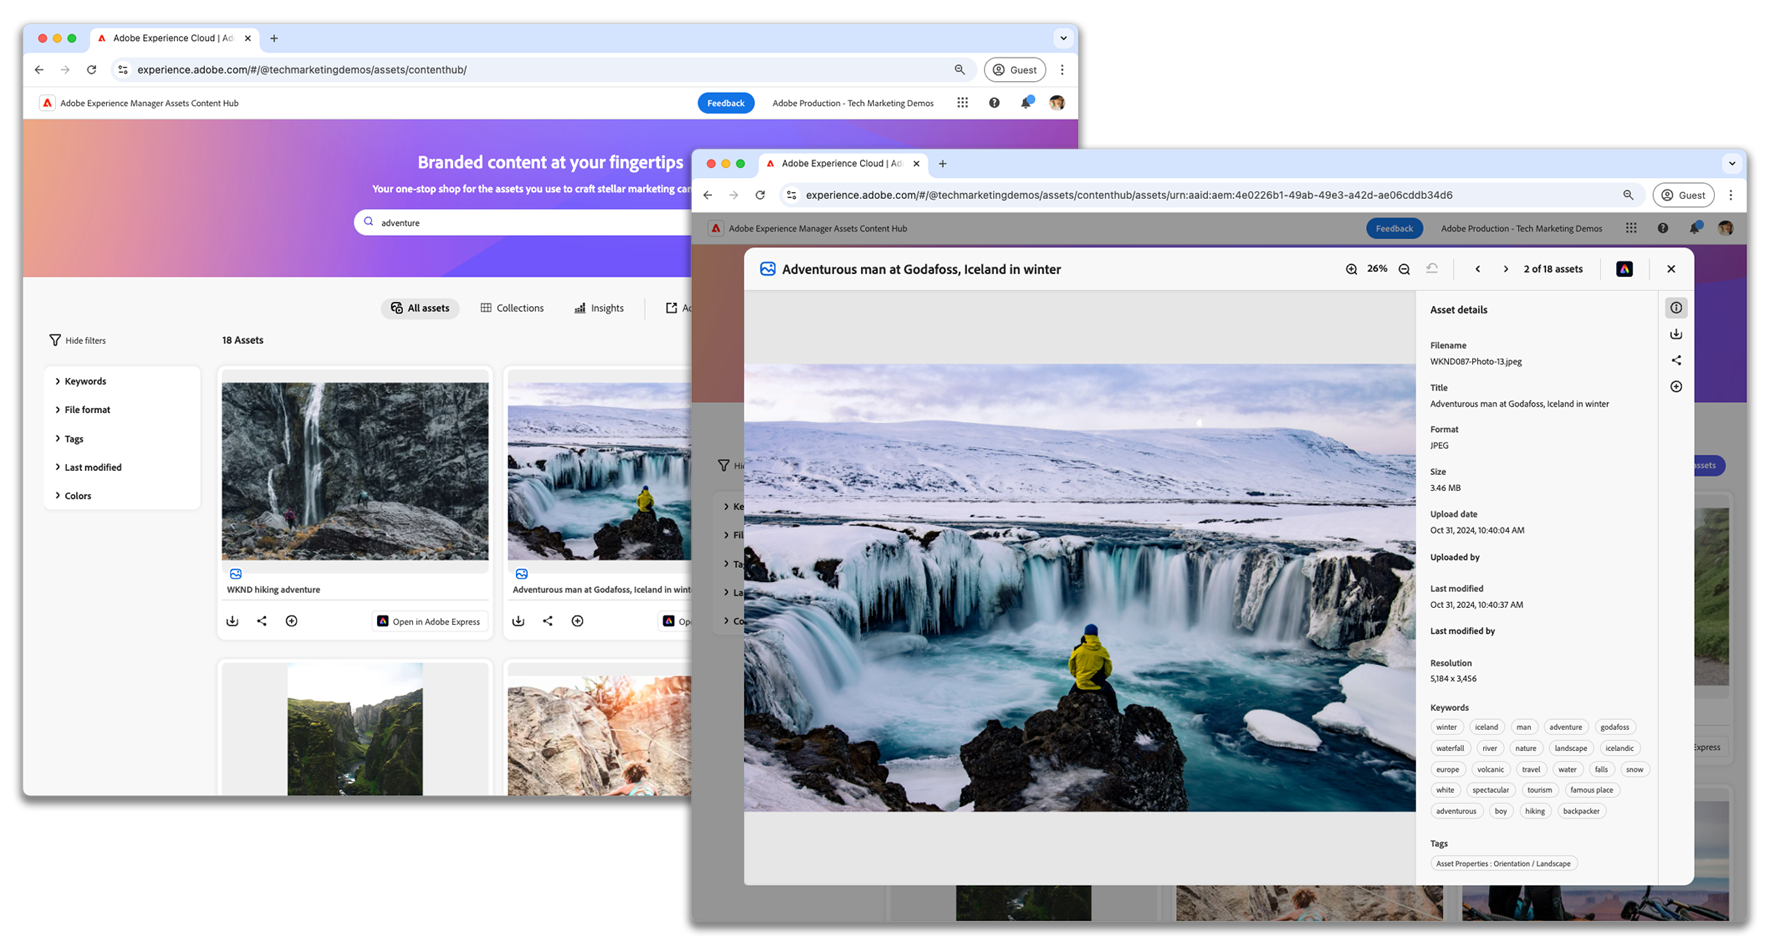 Adobe Experience Cloud | Ad
experience.adobe.com/#/@techmarketingdemos/assets/contenthub/
Guest
Adobe Experience Manager Assets Content Hub
Feedback
Adobe Production - Tech Marketing Demos
Branded content at your fingertips
Your one-stop shop for the assets you use to craft stellar marketing
adventure
All assets
Collections
Insights
Hide filters
18 Assets
Keywords
File format
Tags
Last modified
Colors
WKND hiking adventure
Open in Adobe Express
Adventurous man at Godafoss, Iceland in
Adobe Experience Cloud | Ad
experience.adobe.com/#/@techmarketingdemos/assets/contenthub/assets/urn:aaid:aem:4e0226b1-49ab-49e3-a42d-ae06cddb34d6
Guest
Adobe Experience Manager Assets Content Hub
Feedback
Adobe Production - Tech Marketing Demos
Adventurous man at Godafoss, Iceland in winter
26%
2 of 18 assets
Asset details
Filename
WKND087-Photo-13.jpeg
Title
Adventurous man at Godafoss, Iceland in winter
Format
JPEG
Size
3.46 MB
Upload date
Oct 31, 2024, 10:40:04 AM
Uploaded by
Last modified
Oct 31, 2024, 10:40:37 AM
Last modified by
Resolution
5,184 x 3,456
Keywords
winter iceland man adventure godafoss
waterfall river nature landscape icelandic
europe volcanic travel water falls snow
white spectacular tourism famous place
adventurous boy hiking backpacker
Tags
Asset Properties : Orientation / Landscape